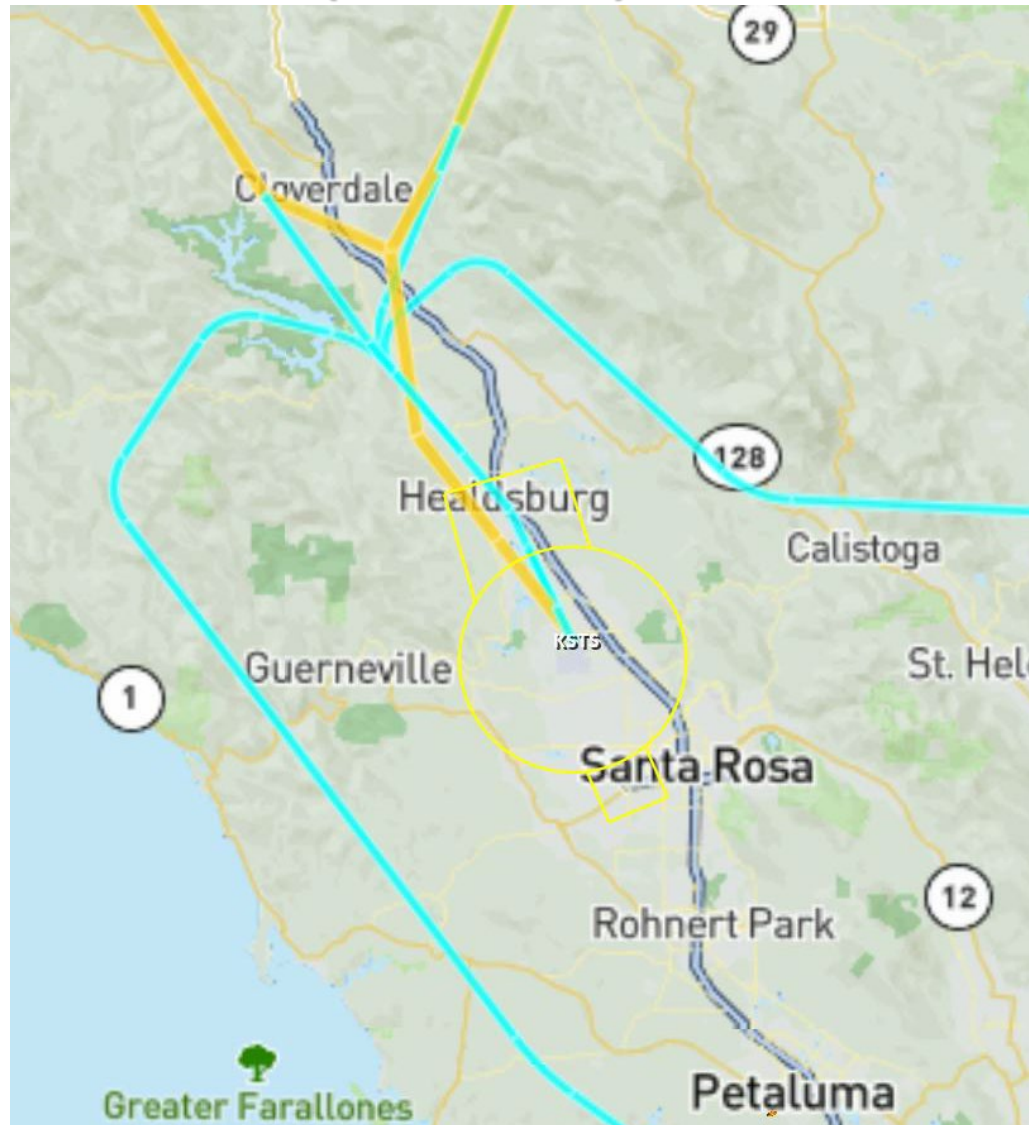 29
Cloverdale
128
Healdsburg
Calistoga
KSTS
Guerneville
St. Hel
1
Santa Rosa
12
Rohnert Park
Petaluma
Greater Farallones